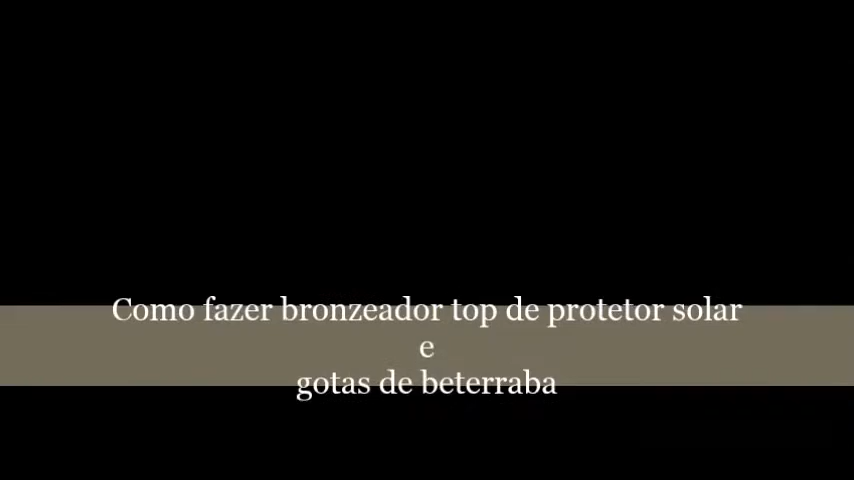 Como fazer bronzeador top de protetor solar
e
gotas de beterraba